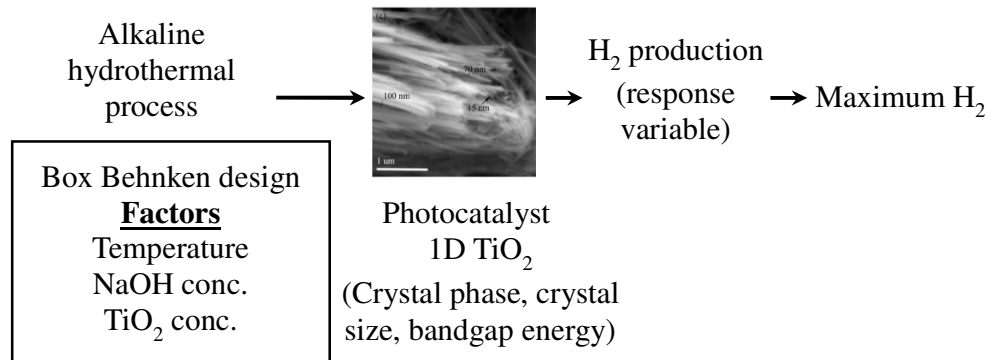 Alkaline
hydrothermal
process
Box Behnken design
Factors
Temperature
NaOH conc.
TiO₂ conc.
(c)
70 nm
100 nm
15 nm
1 um
Photocatalyst
1D TiO₂
(Crystal phase, crystal
size, bandgap energy)
H₂ production
(response
variable)
Maximum H₂